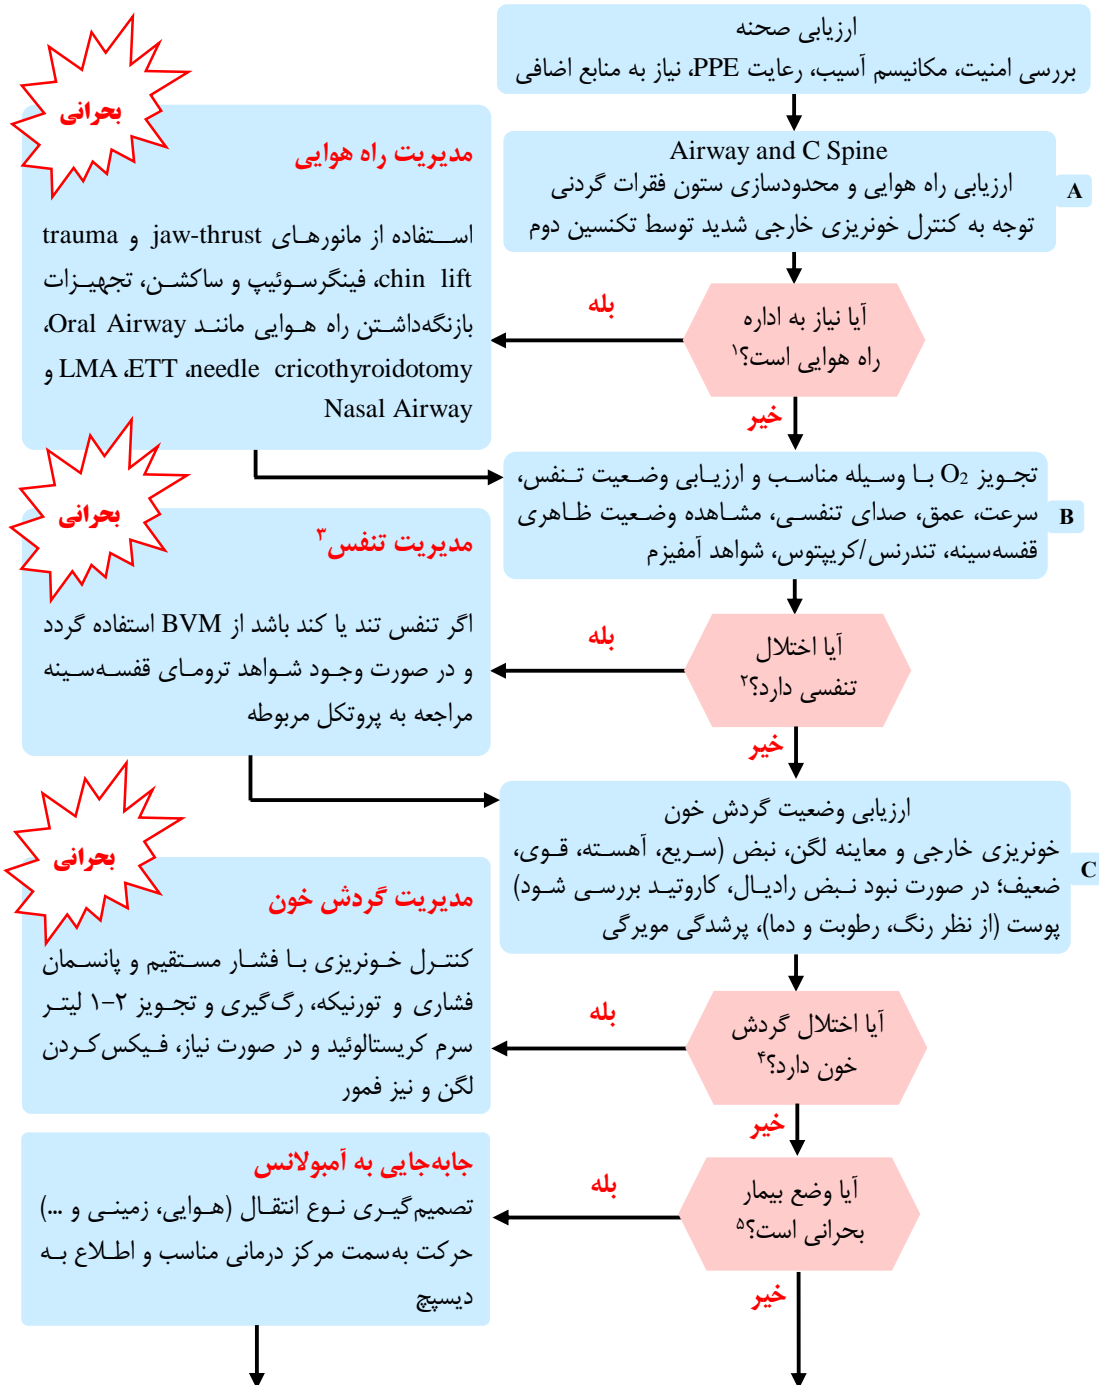 ارزیابی صحنه
بررسی امنیت، مکانیسم آسیب، رعایت PPE، نیاز به منابع اضافی
Airway and C Spine
ارزیابی راه هوایی و محدودسازی ستون فقرات گردنی
توجه به کنترل خونریزی خارجی شدید توسط تکنسین دوم
A
آیا نیاز به اداره
راه هوایی است؟۱
بله
خیر
بحرانی
مدیریت راه هوایی
استفاده از مانورهای jaw-thrust و trauma
chin lift، فینگرسوئیپ و ساکشن، تجهیزات
بازنگه‌داشتن راه هوایی مانند Oral Airway،
needle cricothyroidotomy، ETT، LMA و
Nasal Airway
تجویز O2 با وسیله مناسب و ارزیابی وضعیت تنفس،
سرعت، عمق، صدای تنفسی، مشاهده وضعیت ظاهری
قفسه‌سینه، تندرنس/کریپتوس، شواهد آمفیزم
B
آیا اختلال
تنفسی دارد؟۲
بله
خیر
بحرانی
مدیریت تنفس۳
اگر تنفس تند یا کند باشد از BVM استفاده گردد
و در صورت وجود شواهد ترومای قفسه‌سینه
مراجعه به پروتکل مربوطه
ارزیابی وضعیت گردش خون
خونریزی خارجی و معاینه لگن، نبض (سریع، آهسته، قوی،
ضعیف؛ در صورت نبود نبض رادیال، کاروتید بررسی شود)
پوست (از نظر رنگ، رطوبت و دما)، پرشدگی مویرگی
C
آیا اختلال گردش
خون دارد؟۴
بله
خیر
بحرانی
مدیریت گردش خون
کنترل خونریزی با فشار مستقیم و پانسمان
فشاری و تورنیکه، رگ‌گیری و تجویز ۲–۱ لیتر
سرم کریستالوئید و در صورت نیاز، فیکس‌کردن
لگن و نیز فمور
آیا وضع بیمار
بحرانی است؟۵
بله
خیر
جابه‌جایی به آمبولانس
تصمیم‌گیری نوع انتقال (هوایی، زمینی و ...)
حرکت به‌سمت مرکز درمانی مناسب و اطلاع به
دیسپچ